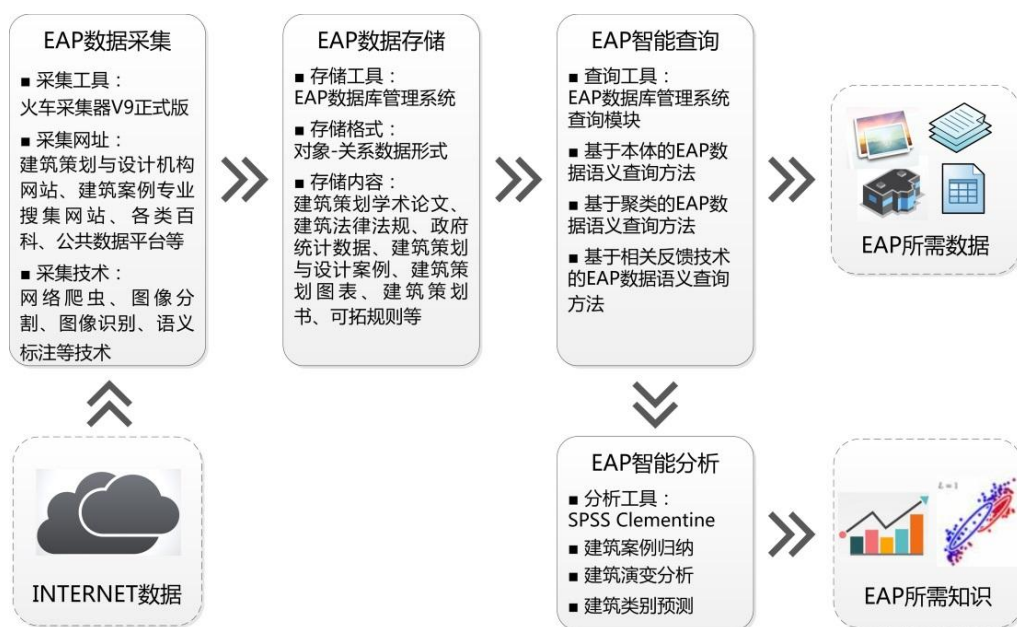 EAP数据采集
■ 采集工具：
火车采集器V9正式版
■ 采集网址：
建筑策划与设计机构
网站、建筑案例专业
搜集网站、各类百
科、公共数据平台等
■ 采集技术：
网络爬虫、图像分
割、图像识别、语义
标注等技术
EAP数据存储
■ 存储工具：
EAP数据库管理系统
■ 存储格式：
对象-关系数据形式
■ 存储内容：
建筑策划学术论文、
建筑法律法规、政府
统计数据、建筑策划
与设计案例、建筑策
划图表、建筑策划
书、可拓规则等
EAP智能查询
■ 查询工具：
EAP数据库管理系统
查询模块
■ 基于本体的EAP数
据语义查询方法
■ 基于聚类的EAP数
据语义查询方法
■ 基于相关反馈技术
的EAP数据语义查询
方法
EAP所需数据
INTERNET数据
EAP智能分析
■ 分析工具：
SPSS Clementine
■ 建筑案例归纳
■ 建筑演变分析
■ 建筑类别预测
L = 1
EAP所需知识